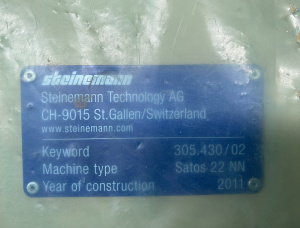 steinemann
Steinemann Technology AG
CH-9015 St.Gallen/Switzerland
www.steinemann.com
Keyword 305.430/02
Machine type Satos 22 NN
Year of construction 2011